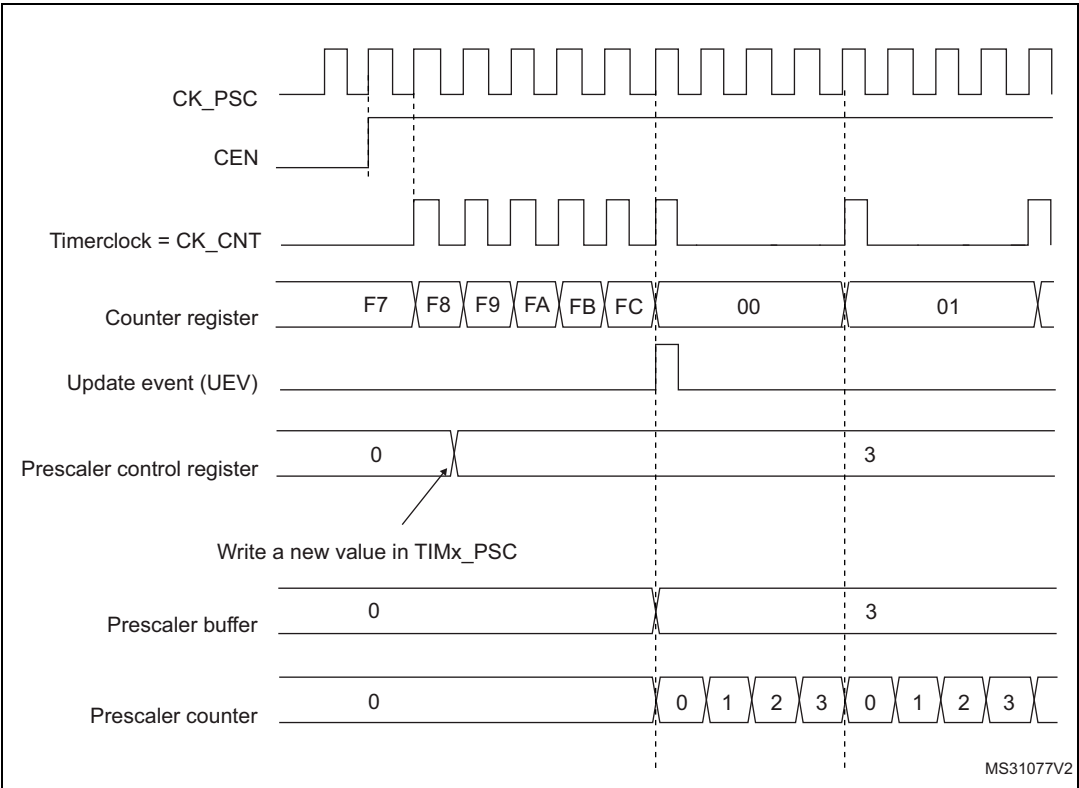 CK_PSC
CEN
Timerclock = CK_CNT
Counter register F7 F8 F9 FA FB FC 00 01
Update event (UEV)
Prescaler control register 0 3
Write a new value in TIMx_PSC
Prescaler buffer 0 3
Prescaler counter 0 0 1 2 3 0 1 2 3
MS31077V2